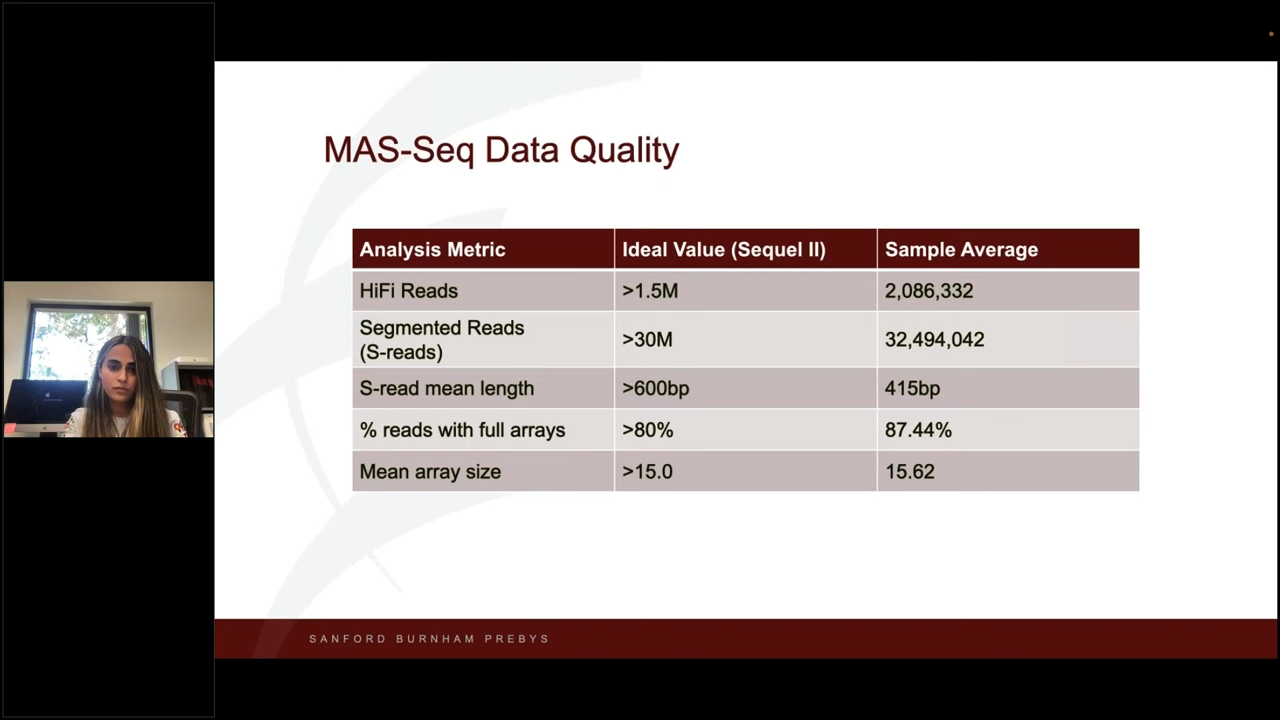 MAS-Seq Data Quality
Analysis Metric
Ideal Value (Sequel II)
Sample Average
HiFi Reads
>1.5M
2,086,332
Segmented Reads
(S-reads)
>30M
32,494,042
S-read mean length
>600bp
415bp
% reads with full arrays
>80%
87.44%
Mean array size
>15.0
15.62
SANFORD BURNHAM PREBYS